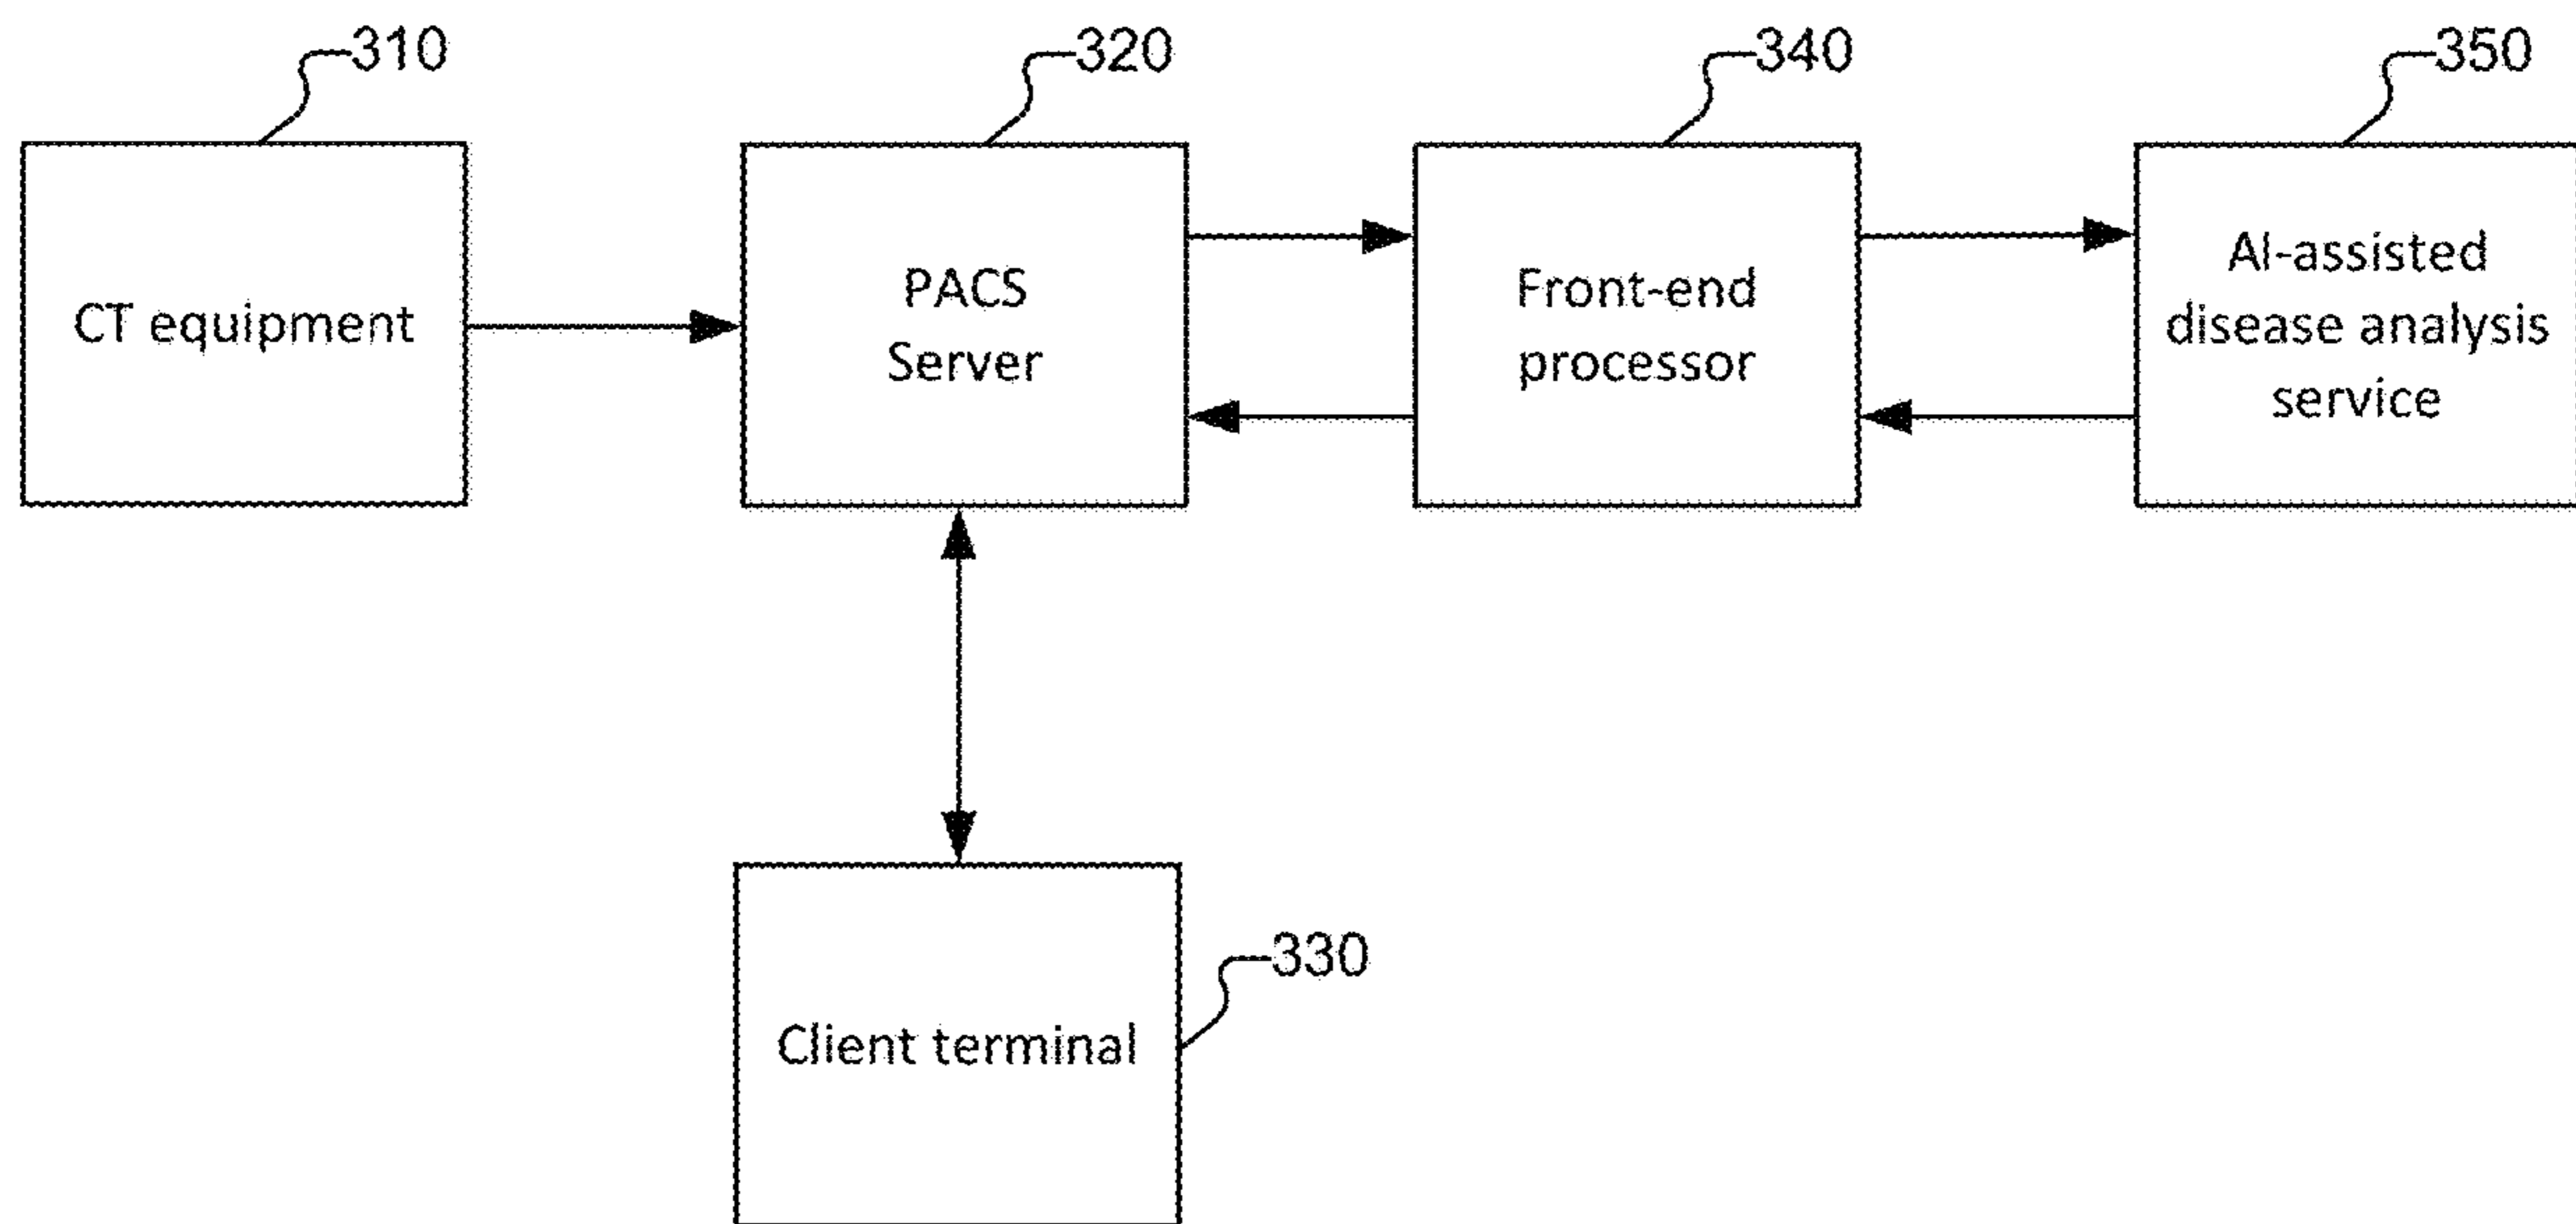 310
320
340
350
CT equipment
PACS
Server
Front-end
processor
AI-assisted
disease analysis
service
330
Client terminal